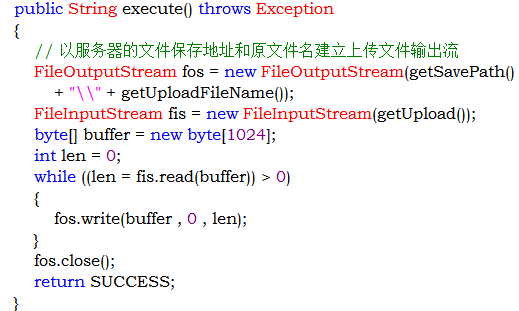 public String execute() throws Exception
{
// 以服务器的文件保存地址和原文件名建立上传文件输出流
FileOutputStream fos = new FileOutputStream(getSavePath()
+ "\\" + getUploadFileName());
FileInputStream fis = new FileInputStream(getUpload());
byte[] buffer = new byte[1024];
int len = 0;
while ((len = fis.read(buffer)) > 0)
{
fos.write(buffer , 0 , len);
}
fos.close();
return SUCCESS;
}